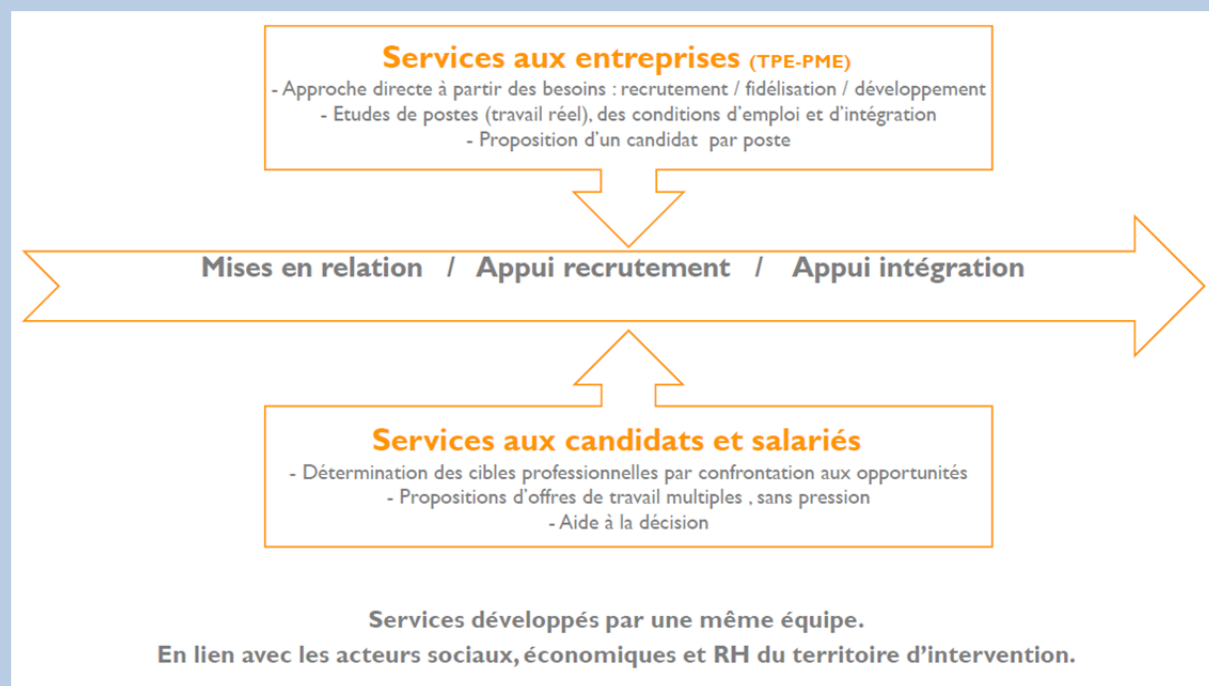 Services aux entreprises (TPE-PME)
- Approche directe à partir des besoins : recrutement / fidélisation / développement
- Etudes de postes (travail réel), des conditions d'emploi et d'intégration
- Proposition d'un candidat par poste
Mises en relation / Appui recrutement / Appui intégration
Services aux candidats et salariés
- Détermination des cibles professionnelles par confrontation aux opportunités
- Propositions d'offres de travail multiples , sans pression
- Aide à la décision
Services développés par une même équipe.
En lien avec les acteurs sociaux, économiques et RH du territoire d'intervention.